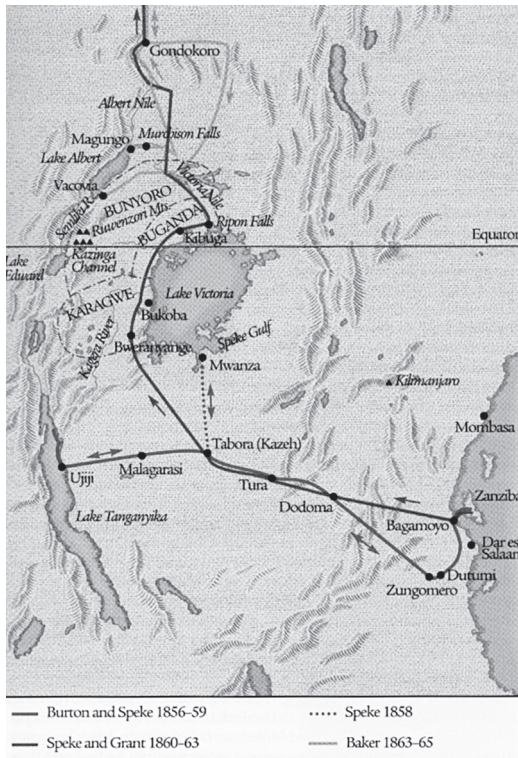 Gondokoro
Albert Nile
Murchison Falls
Magungo
Lake Albert
Victoria Nile
Vacovia
BUNYORO
Semliki R.
Ruwenzori Mts.
BUGANDA
Ripon Falls
Kibuga
Equator
Kazinga
Channel
Lake
Edward
Lake Victoria
KARAGWE
Bukoba
Kagera River
Bweranyange
Speke Gulf
Mwanza
Kilimanjaro
Mombasa
Tabora (Kazeh)
Ujiji
Malagarasi
Tura
Dodoma
Zanziba
Bagamoyo
Lake Tanganyika
Dar es
Salaam
Dutumi
Zungomero
Burton and Speke 1856–59
Speke 1858
Speke and Grant 1860–63
Baker 1863–65